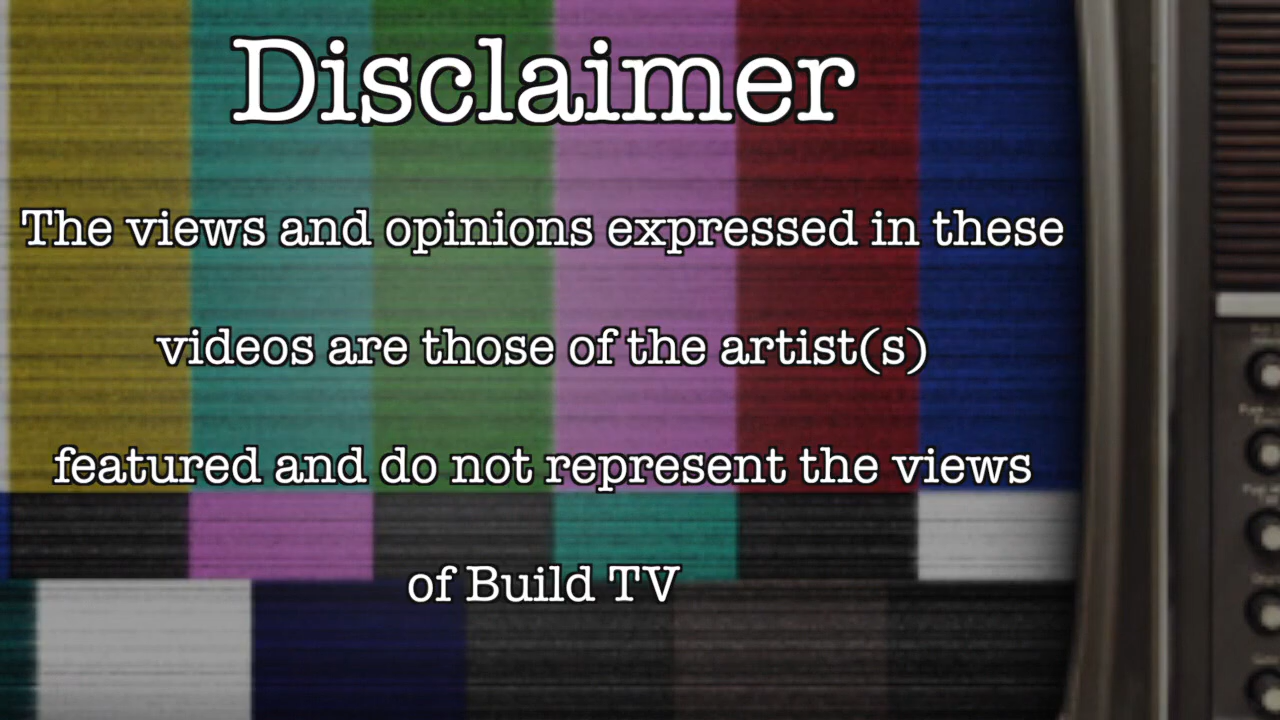 Disclaimer
The views and opinions expressed in these
videos are those of the artist(s)
featured and do not represent the views
of Build TV